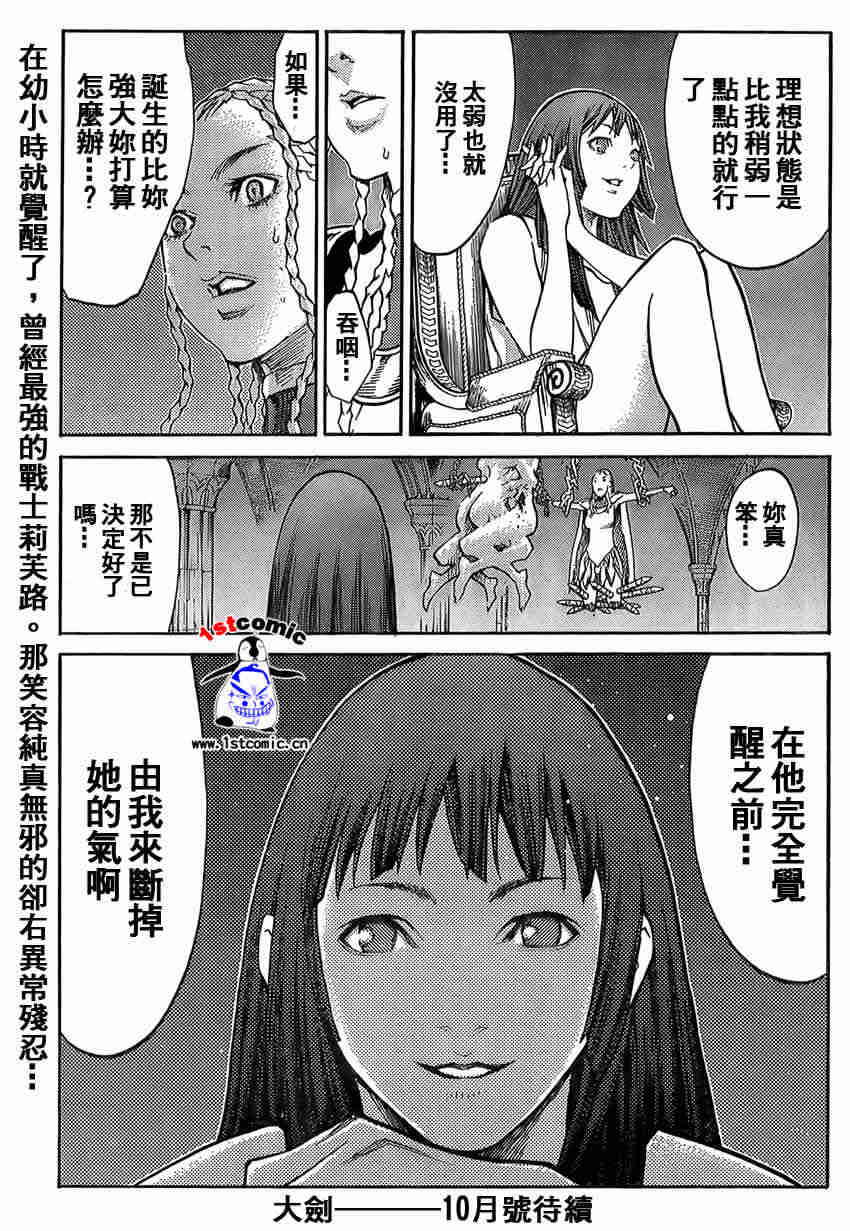 理想狀態是
比我稍弱一
點點的就行
了
太弱也就
沒用了…
如果…
吞咽…
誕生的比妳
強大妳打算
怎麼辦…?
妳真
笨…
那不是已
決定好了
嗎…
在他完全覺
醒之前…
由我來斷掉
她的氣啊
在幼小時就覺醒了，曾經最強的戰士莉芙路。那笑容純真無邪的卻右異常殘忍…
1stcomic
www.1stcomic.cn
大劍———10月號待續